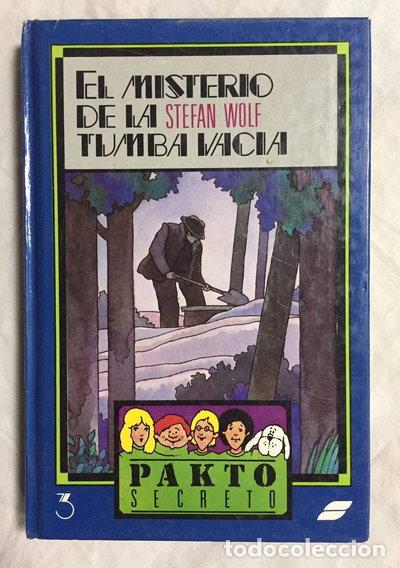 EL MISTERIO
DE LA STEFAN WOLF
TUMBA VACIA
PAKTO
SECRETO
3
todocoleccion